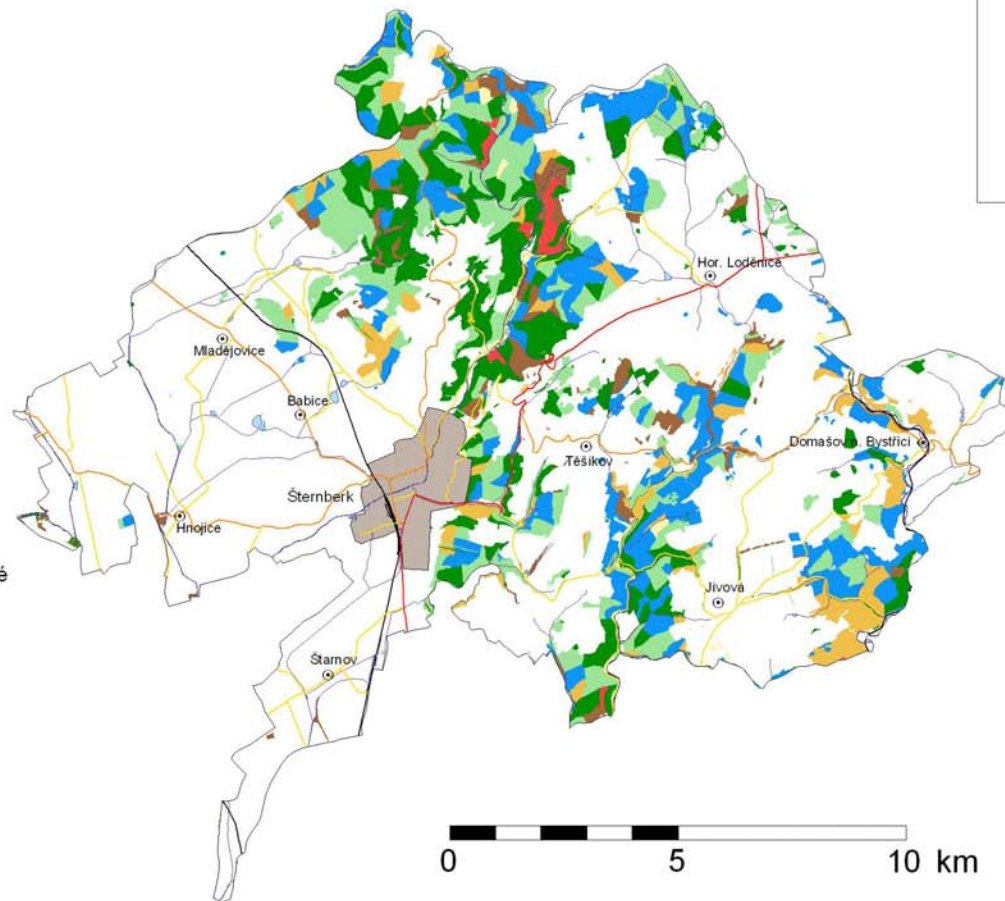 Hor. Loděnice
Mladějovice
Babice
Domašov n. Bystřicí
Těšíkov
Šternberk
Hnojice
é
Jívová
Štarnov
0 5 10 km